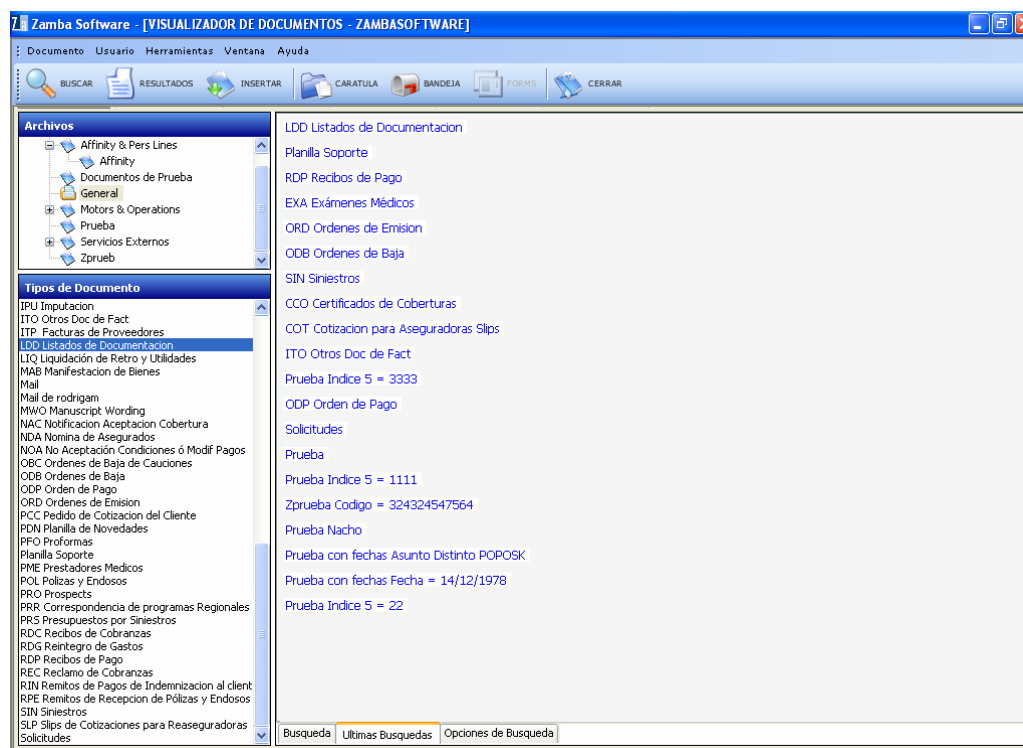 Zamba Software - [VISUALIZADOR DE DOCUMENTOS - ZAMBASOFTWARE]
Documento Usuario Herramientas Ventana Ayuda
BUSCAR RESULTADOS INSERTAR CARATULA BANDEJA FORMS CERRAR
Archivos
Affinity & Pers Lines
Affinity
Documentos de Prueba
General
Motors & Operations
Prueba
Servicios Externos
Zprueb
Tipos de Documento
IPU Imputacion
ITO Otros Doc de Fact
ITP Facturas de Proveedores
LDD Listados de Documentacion
LIQ Liquidación de Retro y Utilidades
MAB Manifestacion de Bienes
Mail
Mail de rodrigam
MWO Manuscript Wording
NAC Notificacion Aceptacion Cobertura
NDA Nomina de Asegurados
NOA No Aceptación Condiciones ó Modif Pagos
OBC Ordenes de Baja de Cauciones
ODB Ordenes de Baja
ODP Orden de Pago
ORD Ordenes de Emision
PCC Pedido de Cotizacion del Cliente
PDN Planilla de Novedades
PFO Proformas
Planilla Soporte
PME Prestadores Medicos
POL Polizas y Endosos
PRO Prospects
PRR Correspondencia de programas Regionales
PRS Presupuestos por Siniestros
RDC Recibos de Cobranzas
RDG Reintegro de Gastos
RDP Recibos de Pago
REC Reclamo de Cobranzas
RIN Remitos de Pagos de Indemnizacion al client
RPE Remitos de Recepcion de Pólizas y Endosos
SIN Siniestros
SLP Slips de Cotizaciones para Reaseguradoras
Solicitudes
LDD Listados de Documentacion
Planilla Soporte
RDP Recibos de Pago
EXA Exámenes Médicos
ORD Ordenes de Emision
ODB Ordenes de Baja
SIN Siniestros
CCO Certificados de Coberturas
COT Cotizacion para Aseguradoras Slips
ITO Otros Doc de Fact
Prueba Indice 5 = 3333
ODP Orden de Pago
Solicitudes
Prueba
Prueba Indice 5 = 1111
Zprueba Codigo = 324324547564
Prueba Nacho
Prueba con fechas Asunto Distinto POPOSK
Prueba con fechas Fecha = 14/12/1978
Prueba Indice 5 = 22
Busqueda Ultimas Busquedas Opciones de Busqueda